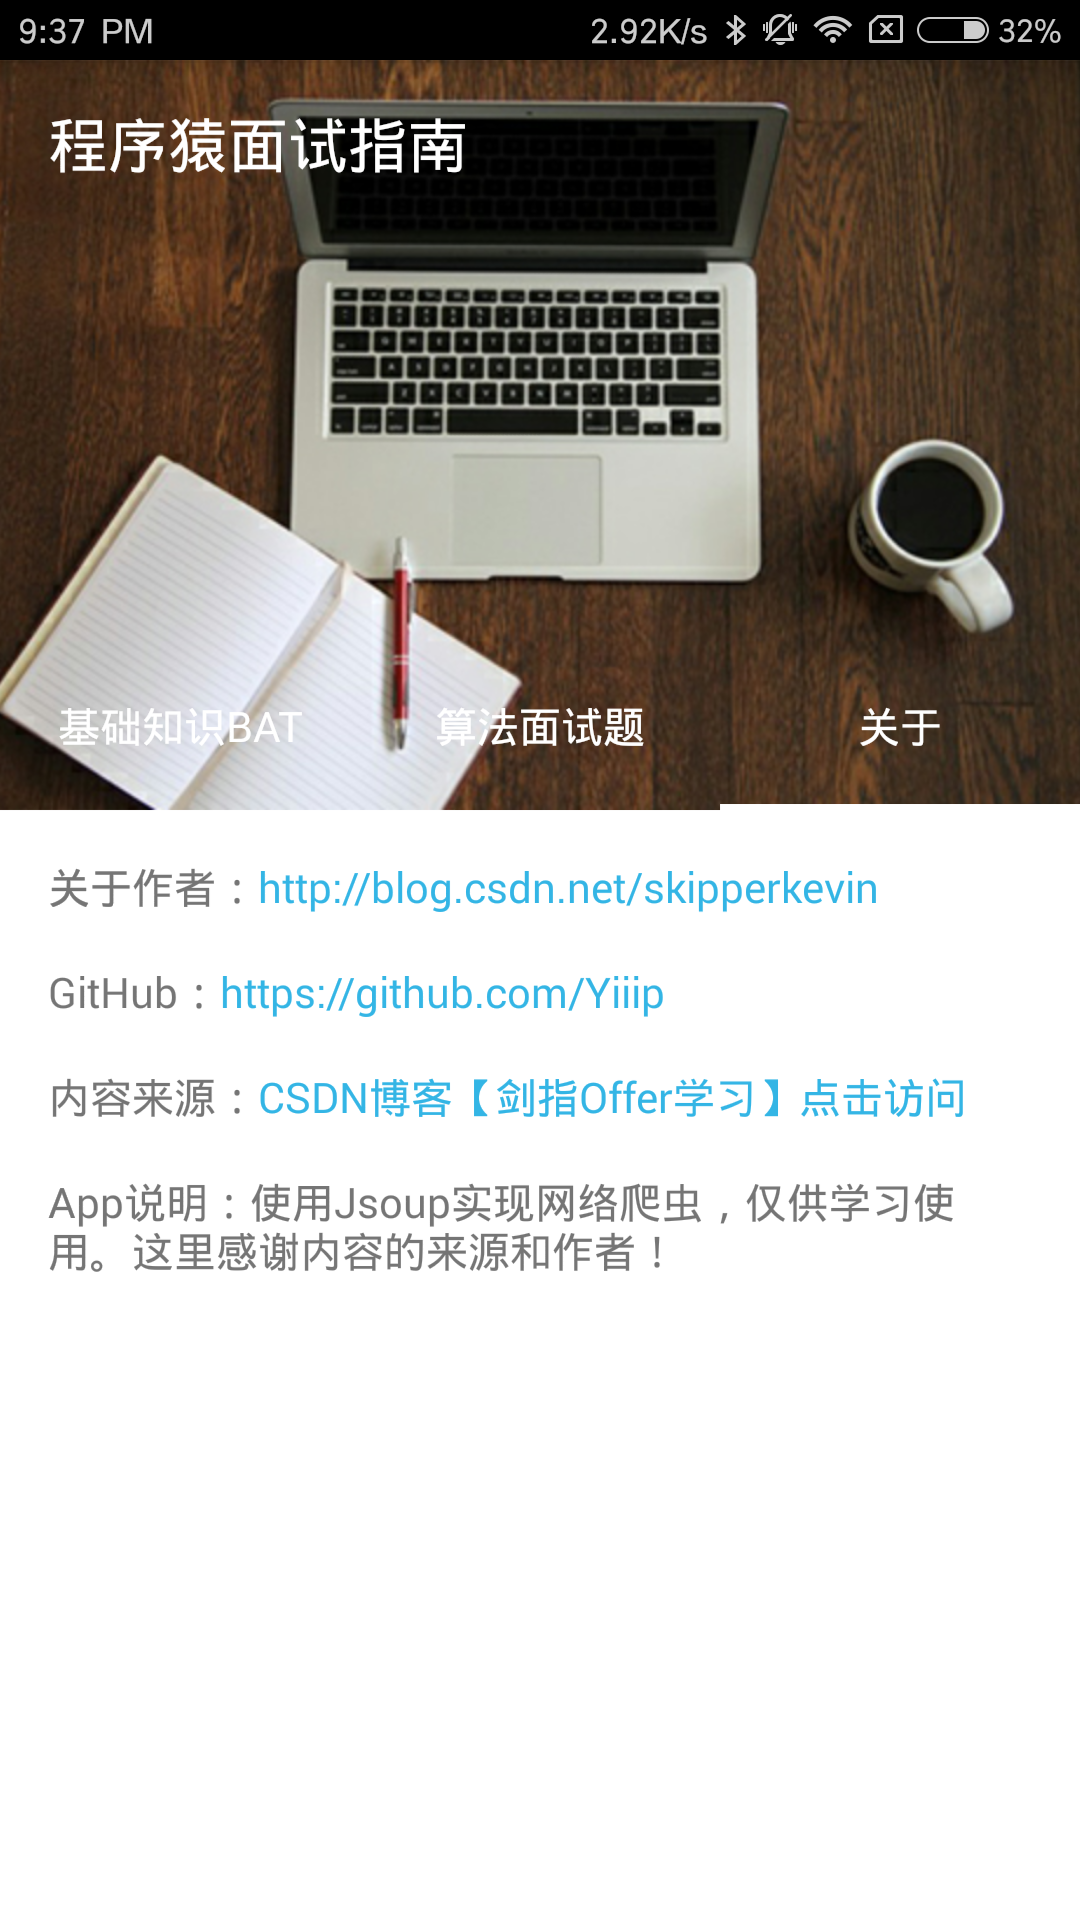 9:37 PM 2.92K/s 32%
程序猿面试指南
基础知识BAT 算法面试题 关于
关于作者：http://blog.csdn.net/skipperkevin
GitHub：https://github.com/Yiiip
内容来源：CSDN博客【剑指Offer学习】点击访问
App说明：使用Jsoup实现网络爬虫，仅供学习使
用。这里感谢内容的来源和作者！